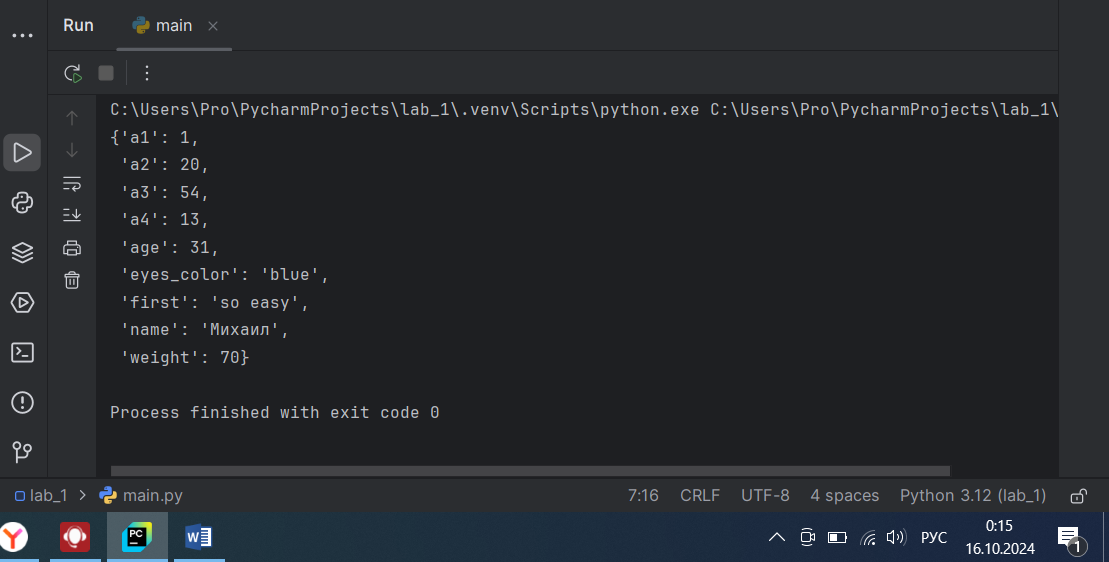 Run main
C:\Users\Pro\PycharmProjects\lab_1\.venv\Scripts\python.exe C:\Users\Pro\PycharmProjects\lab_1\
{'a1': 1,
 'a2': 20,
 'a3': 54,
 'a4': 13,
 'age': 31,
 'eyes_color': 'blue',
 'first': 'so easy',
 'name': 'Михаил',
 'weight': 70}
Process finished with exit code 0
lab_1 > main.py 7:16 CRLF UTF-8 4 spaces Python 3.12 (lab_1)
Y PC W РУС 0:15
16.10.2024 1